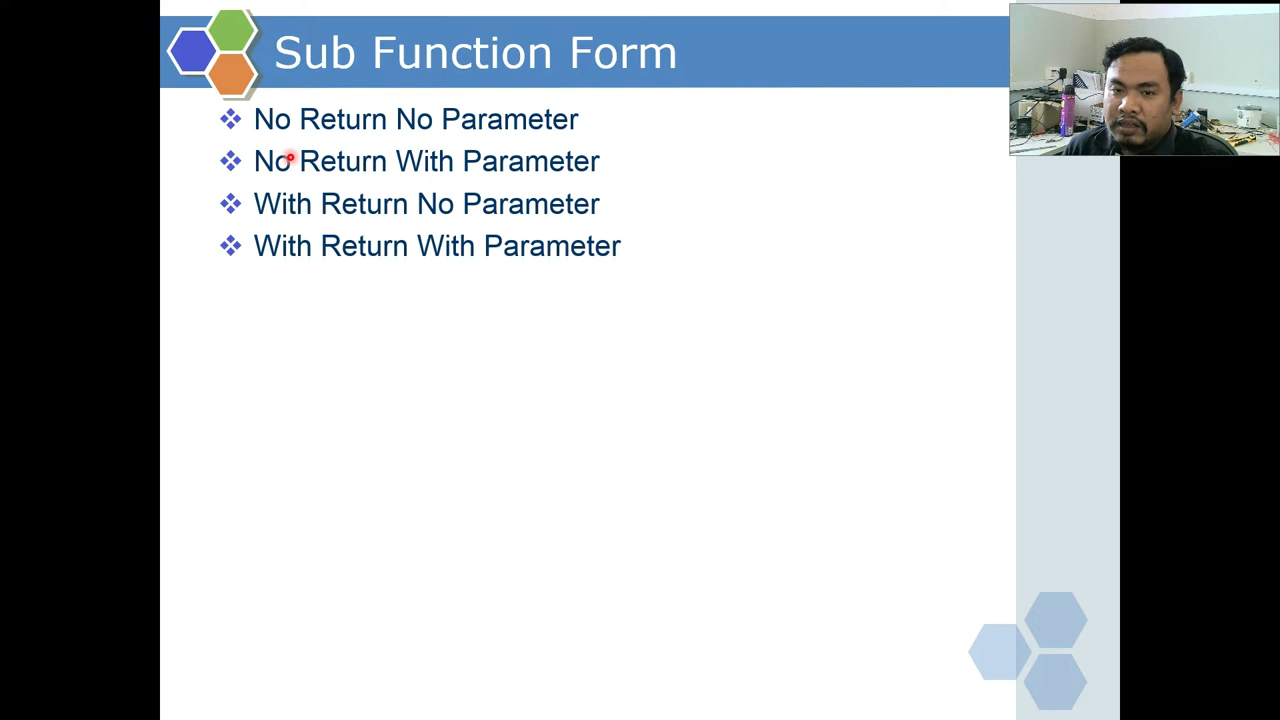 Sub Function Form
No Return No Parameter
No Return With Parameter
With Return No Parameter
With Return With Parameter